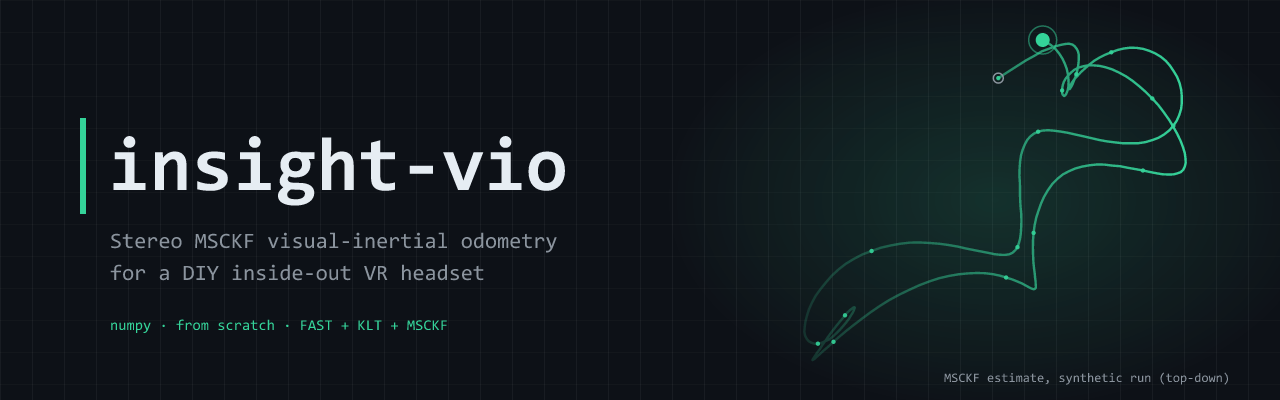 insight-vio
Stereo MSCKF visual-inertial odometry
for a DIY inside-out VR headset
numpy · from scratch · FAST + KLT + MSCKF
MSCKF estimate, synthetic run (top-down)